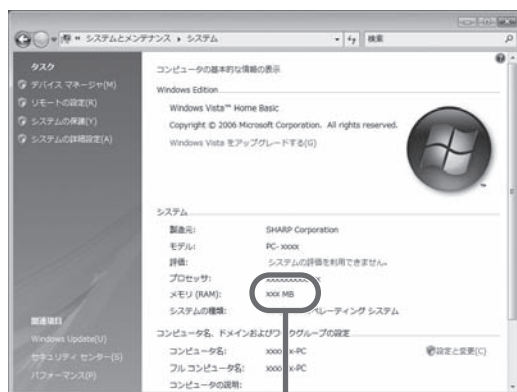 システムとメンテナンス ▸ システム
検索
タスク
デバイス マネージャ(M)
リモートの設定(R)
システムの保護(Y)
システムの詳細設定(A)
関連項目
Windows Update(U)
セキュリティ センター(S)
パフォーマンス(P)
コンピュータの基本的な情報の表示
Windows Edition
Windows Vista™ Home Basic
Copyright © 2006 Microsoft Corporation. All rights reserved.
Windows Vista をアップグレードする(G)
システム
製造元: SHARP Corporation
モデル: PC- xxxx
評価: システムの評価を利用できません。
プロセッサ:
メモリ (RAM): xxx MB
システムの種類: ペレーティング システム
コンピュータ名、ドメインおよびワ クグループの設定
コンピュータ名: xxxx x-PC 設定と変更(C)
フル コンピュータ名: xxxx x-PC
コンピュータの説明: